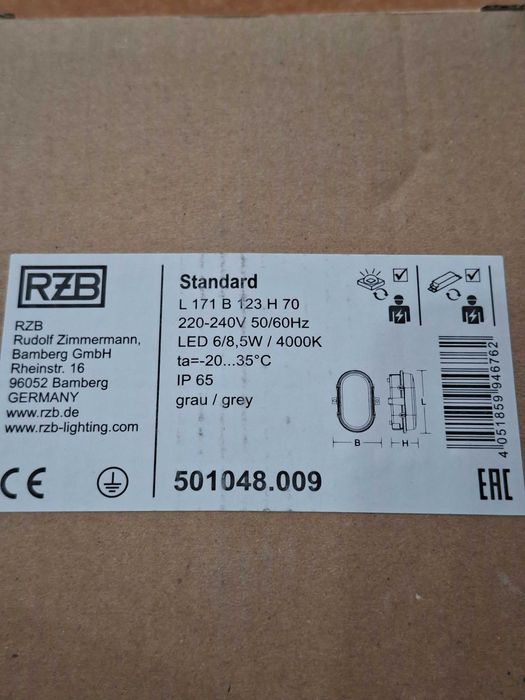 RZB
RZB
Rudolf Zimmermann,
Bamberg GmbH
Rheinstr. 16
96052 Bamberg
GERMANY
www.rzb.de
www.rzb-lighting.com
CE
Standard
L 171 B 123 H 70
220-240V 50/60Hz
LED 6/8,5W / 4000K
ta=-20...35°C
IP 65
grau / grey
501048.009
L
B
H
4 051859 946762
EAC